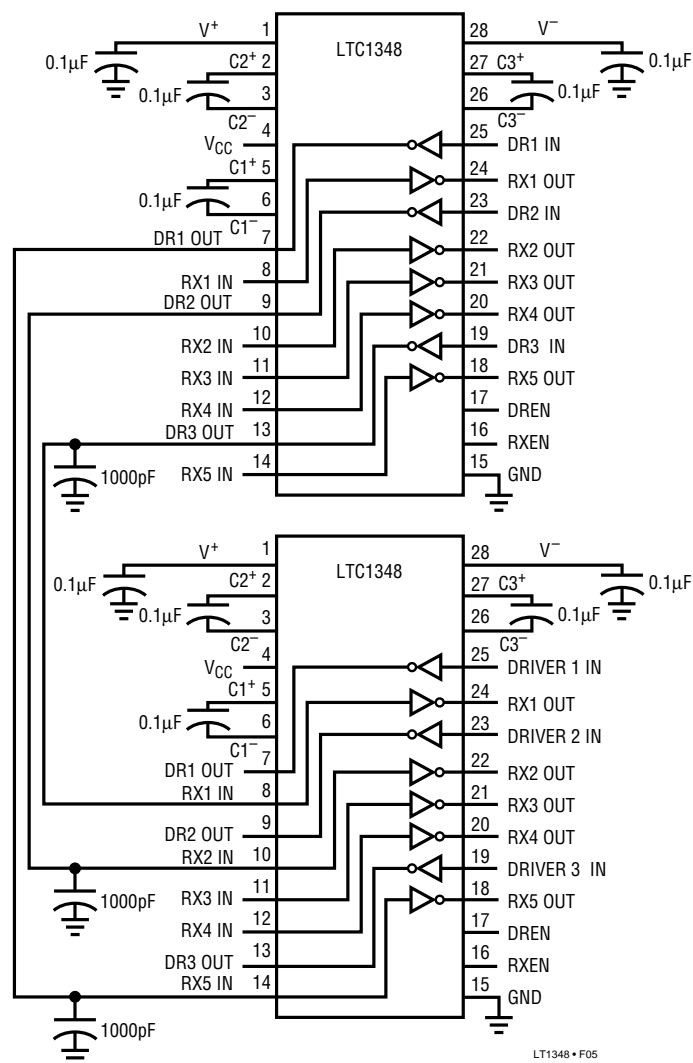 V+ 1 LTC1348 28 V−
0.1µF 0.1µF
C2+ 2 27 C3+
0.1µF 3 26 0.1µF
C2− C3−
VCC 4 25 DR1 IN
C1+ 5 24 RX1 OUT
0.1µF 6 23 DR2 IN
C1−
DR1 OUT 7 22 RX2 OUT
RX1 IN 8 21 RX3 OUT
DR2 OUT 9 20 RX4 OUT
RX2 IN 10 19 DR3 IN
RX3 IN 11 18 RX5 OUT
RX4 IN 12 17 DREN
DR3 OUT 13 16 RXEN
1000pF RX5 IN 14 15 GND
V+ 1 LTC1348 28 V−
0.1µF 0.1µF
C2+ 2 27 C3+
0.1µF 3 26 0.1µF
C2− C3−
VCC 4 25 DRIVER 1 IN
C1+ 5 24 RX1 OUT
0.1µF 6 23 DRIVER 2 IN
C1−
DR1 OUT 7 22 RX2 OUT
RX1 IN 8 21 RX3 OUT
DR2 OUT 9 20 RX4 OUT
RX2 IN 10 19 DRIVER 3 IN
1000pF RX3 IN 11 18 RX5 OUT
RX4 IN 12 17 DREN
DR3 OUT 13 16 RXEN
RX5 IN 14 15 GND
1000pF
LT1348 • F05